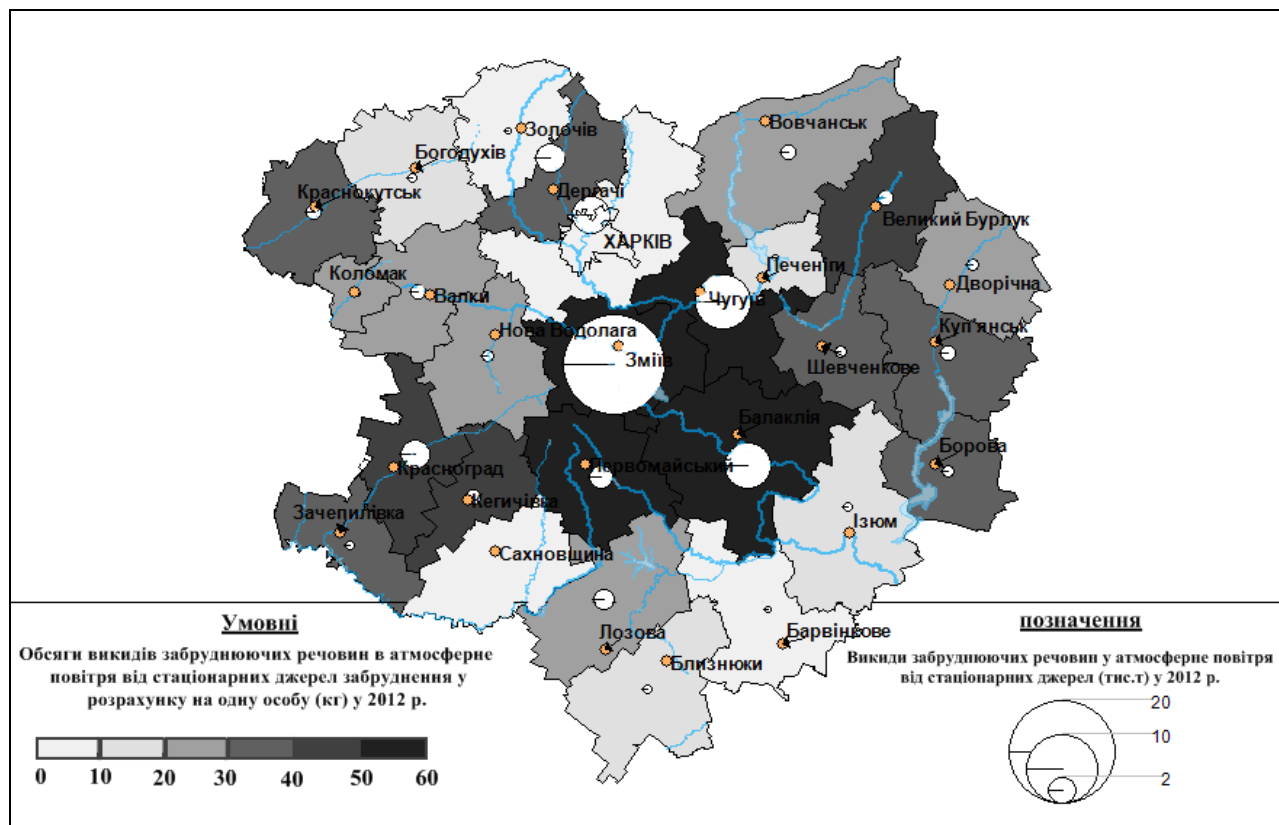 Золочів
Вовчанськ
Богодухів
Дергачі
Краснокутськ
Великий Бурлук
ХАРКІВ
Печеніги
Коломак
Валки
Чугуїв
Дворічна
Нова Водолага
Куп'янськ
Зміїв
Шевченкове
Балаклія
Борова
Красноград
Первомайський
Кегичівка
Зачепилівка
Ізюм
Сахновщина
Лозова
Барвінкове
Близнюки
Умовні
Обсяги викидів забруднюючих речовин в атмосферне
повітря від стаціонарних джерел забруднення у
розрахунку на одну особу (кг) у 2012 р.
0 10 20 30 40 50 60
позначення
Викиди забруднюючих речовин у атмосферне повітря
від стаціонарних джерел (тис.т) у 2012 р.
20
10
2